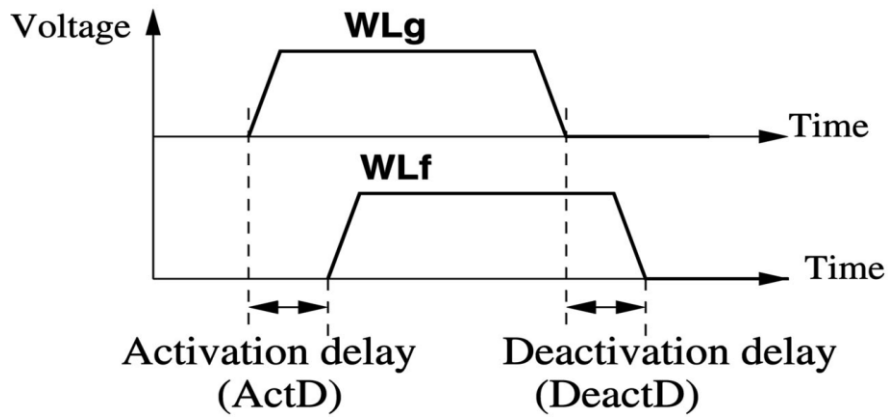 Voltage
WLg
Time
WLf
Time
Activation delay
(ActD)
Deactivation delay
(DeactD)